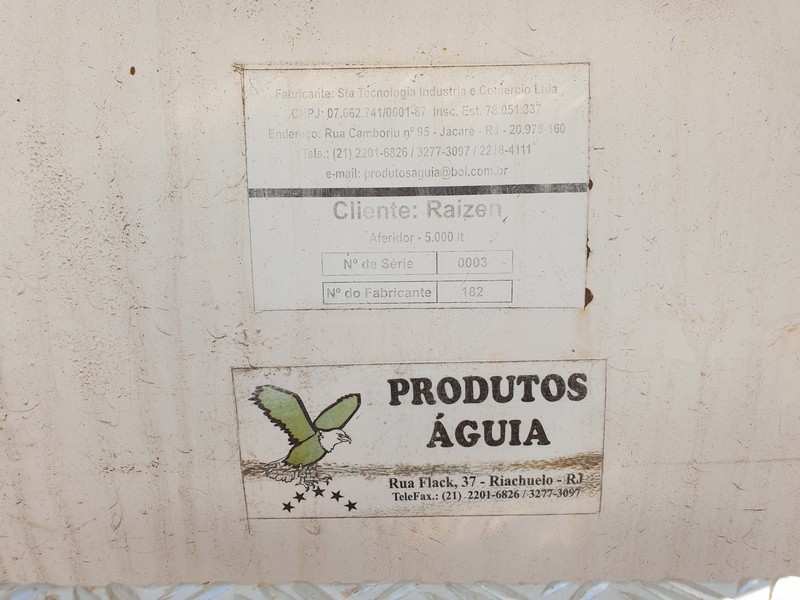 Fabricante: Sta Tecnologia Industria e Comércio Ltda
CNPJ: 07.662.741/0001-87 Insc. Est. 78.051.337
Endereço: Rua Camboriu nº 95 - Jacaré - RJ - 20.975-160
Tels.: (21) 2201-6826 / 3277-3097 / 2218-4111
e-mail: produtosaguia@bol.com.br
Cliente: Raizen
Aferidor - 5.000 lt
Nº de Série 0003
Nº do Fabricante 182
PRODUTOS
ÁGUIA
Rua Flack, 37 - Riachuelo - RJ
TeleFax.: (21) 2201-6826 / 3277-3097